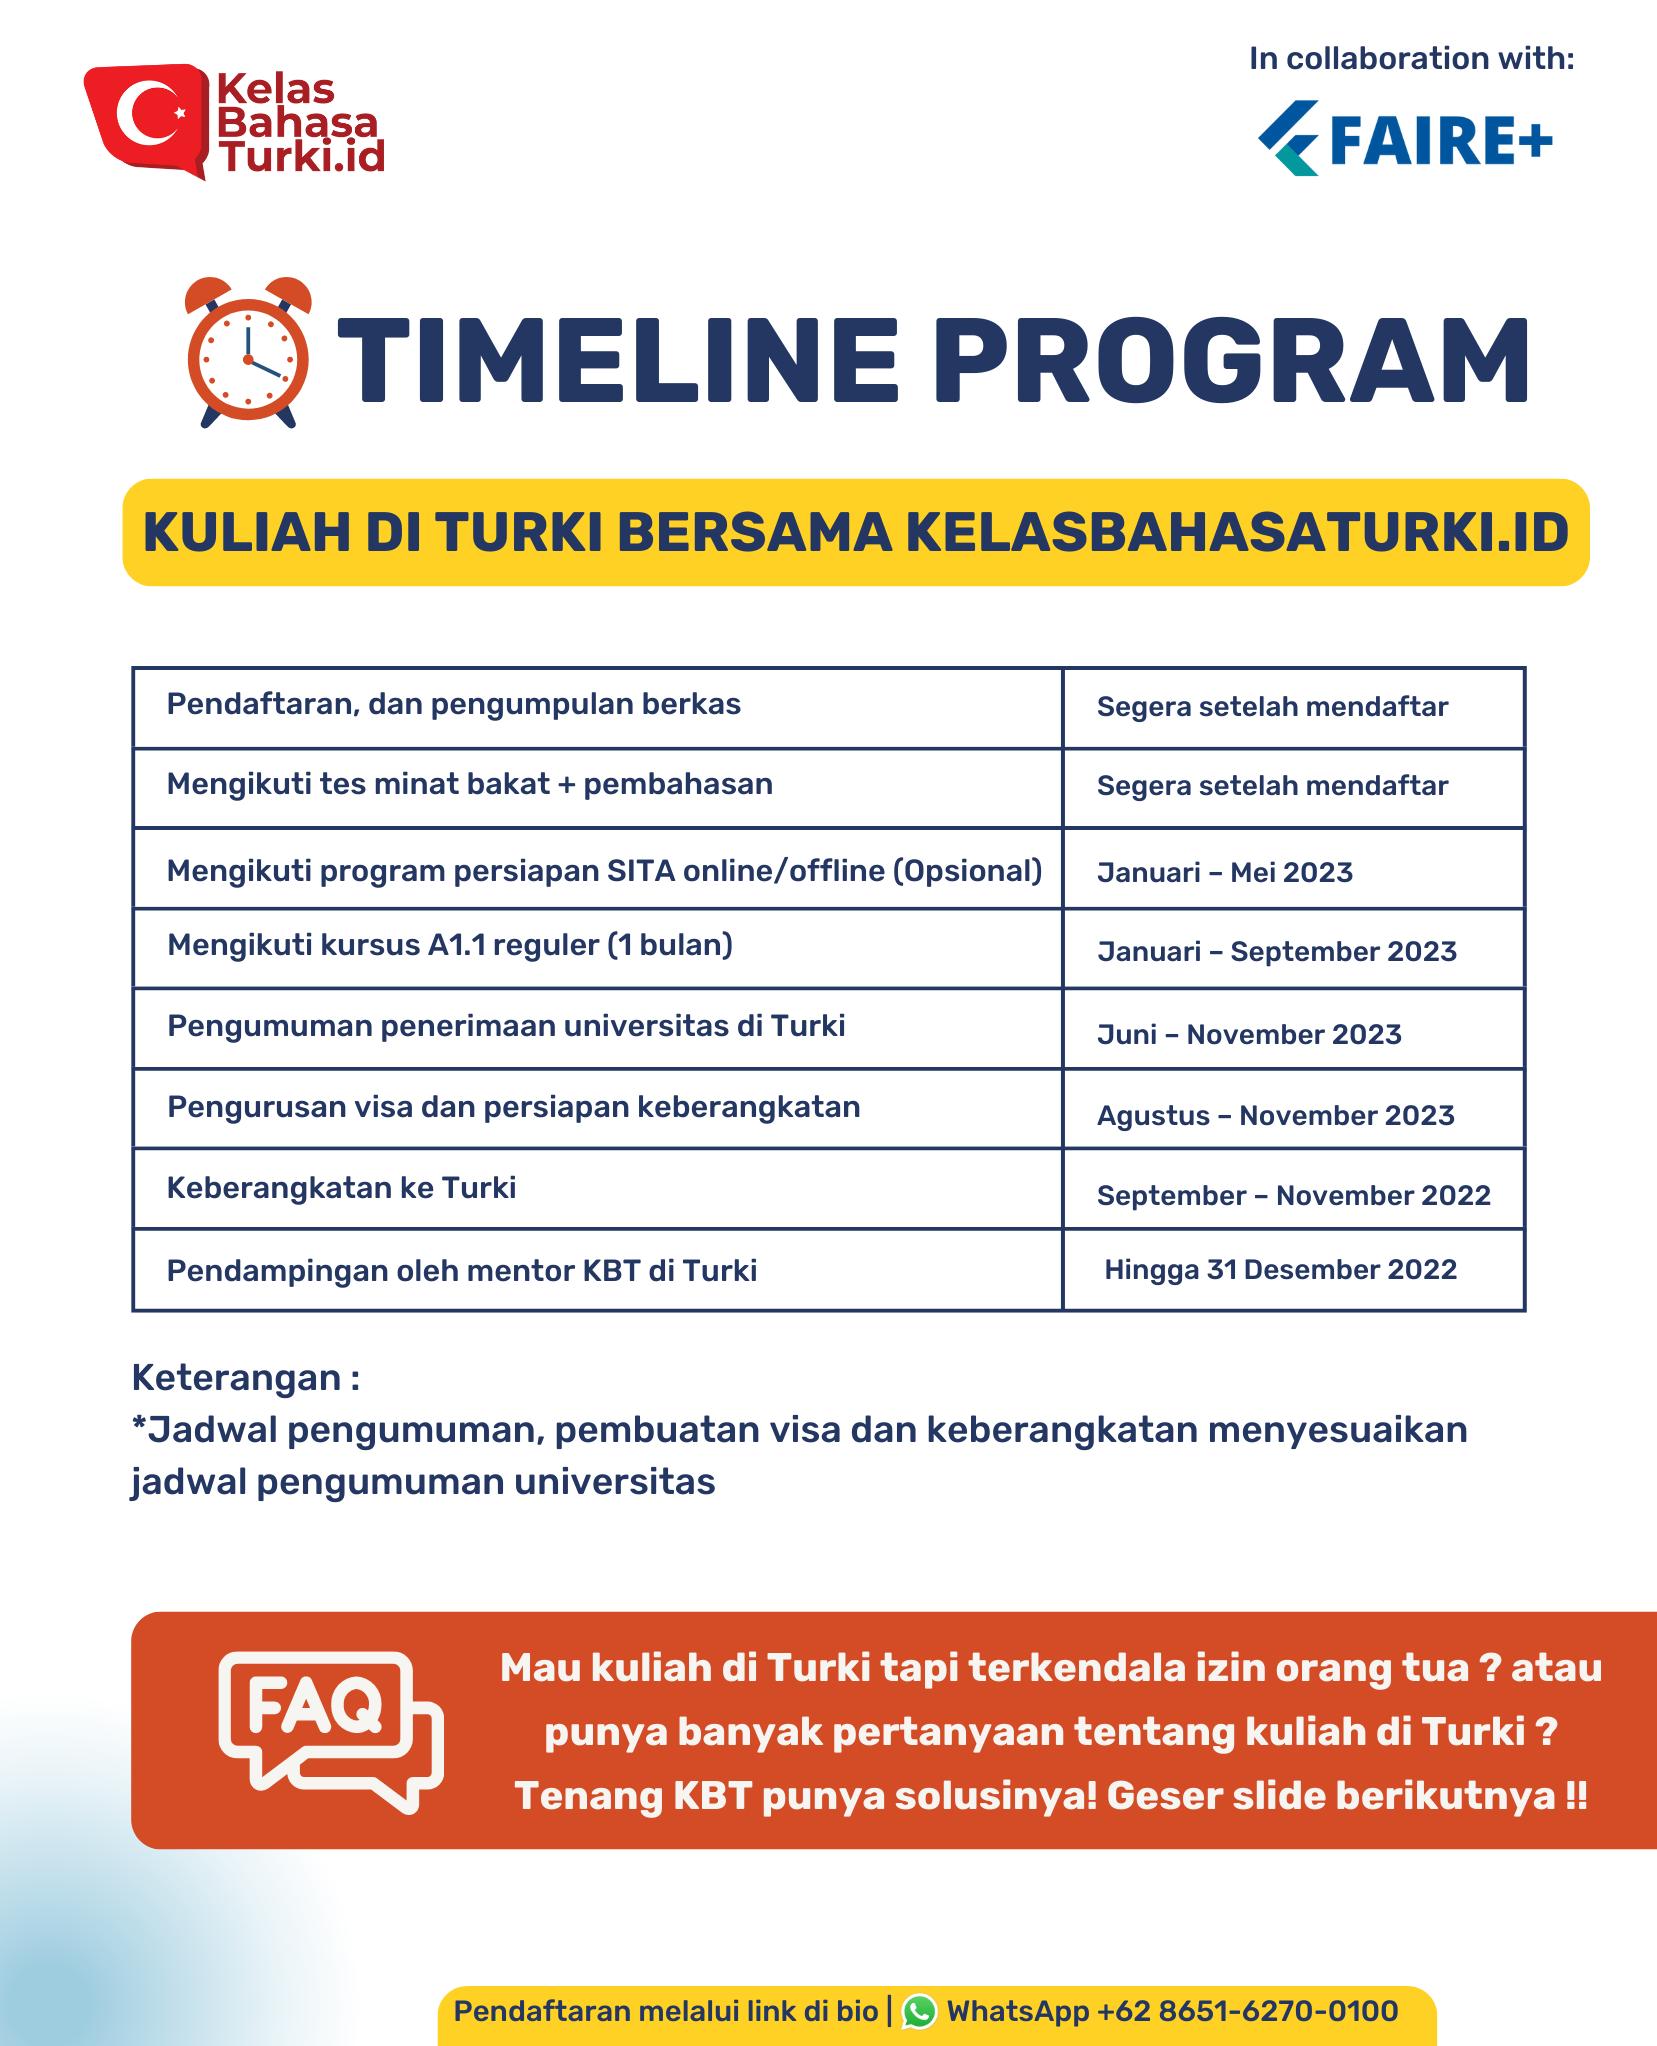 Kelas
Bahasa
Turki.id
In collaboration with:
FAIRE+
TIMELINE PROGRAM
KULIAH DI TURKI BERSAMA KELASBAHASATURKI.ID
Pendaftaran, dan pengumpulan berkas Segera setelah mendaftar
Mengikuti tes minat bakat + pembahasan Segera setelah mendaftar
Mengikuti program persiapan SITA online/offline (Opsional) Januari – Mei 2023
Mengikuti kursus A1.1 reguler (1 bulan) Januari – September 2023
Pengumuman penerimaan universitas di Turki Juni – November 2023
Pengurusan visa dan persiapan keberangkatan Agustus – November 2023
Keberangkatan ke Turki September – November 2022
Pendampingan oleh mentor KBT di Turki Hingga 31 Desember 2022
Keterangan :
*Jadwal pengumuman, pembuatan visa dan keberangkatan menyesuaikan
jadwal pengumuman universitas
FAQ
Mau kuliah di Turki tapi terkendala izin orang tua ? atau
punya banyak pertanyaan tentang kuliah di Turki ?
Tenang KBT punya solusinya! Geser slide berikutnya !!
Pendaftaran melalui link di bio | WhatsApp +62 8651-6270-0100